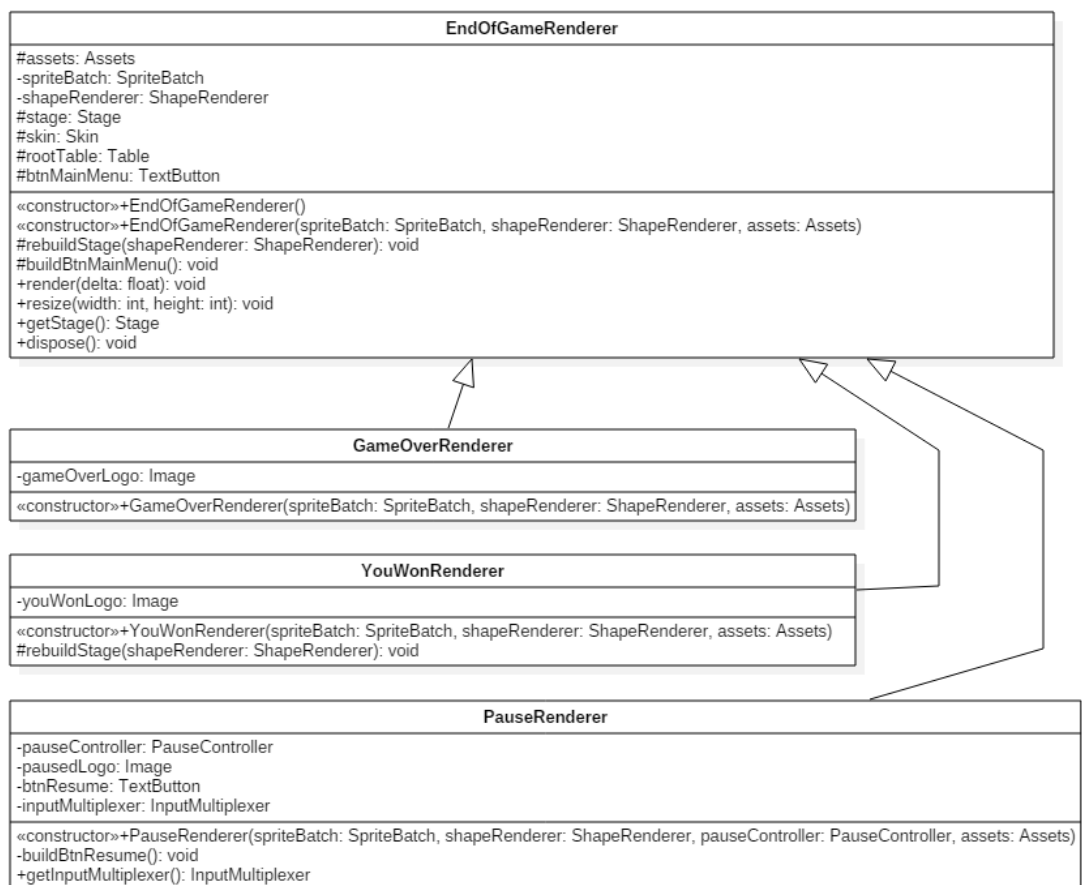 EndOfGameRenderer
#assets: Assets
-spriteBatch: SpriteBatch
-shapeRenderer: ShapeRenderer
#stage: Stage
#skin: Skin
#rootTable: Table
#btnMainMenu: TextButton
«constructor»+EndOfGameRenderer()
«constructor»+EndOfGameRenderer(spriteBatch: SpriteBatch, shapeRenderer: ShapeRenderer, assets: Assets)
#rebuildStage(shapeRenderer: ShapeRenderer): void
#buildBtnMainMenu(): void
+render(delta: float): void
+resize(width: int, height: int): void
+getStage(): Stage
+dispose(): void
GameOverRenderer
-gameOverLogo: Image
«constructor»+GameOverRenderer(spriteBatch: SpriteBatch, shapeRenderer: ShapeRenderer, assets: Assets)
YouWonRenderer
-youWonLogo: Image
«constructor»+YouWonRenderer(spriteBatch: SpriteBatch, shapeRenderer: ShapeRenderer, assets: Assets)
#rebuildStage(shapeRenderer: ShapeRenderer): void
PauseRenderer
-pauseController: PauseController
-pausedLogo: Image
-btnResume: TextButton
-inputMultiplexer: InputMultiplexer
«constructor»+PauseRenderer(spriteBatch: SpriteBatch, shapeRenderer: ShapeRenderer, pauseController: PauseController, assets: Assets)
-buildBtnResume(): void
+getInputMultiplexer(): InputMultiplexer